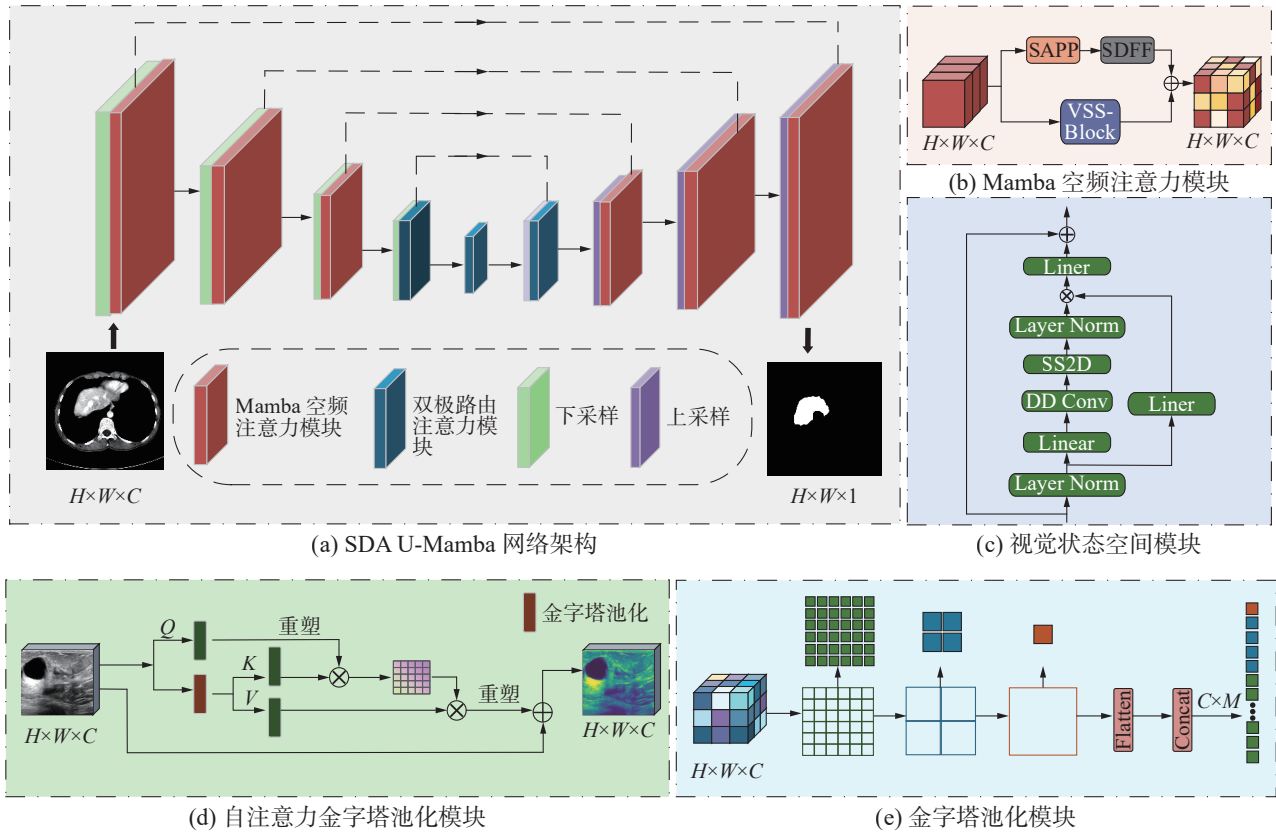 Mamba 空频
注意力模块
双极路由
注意力模
块
下采样
上采样
H×W×C
H×W×1
(a) SDA U-Mamba 网络架构
SAPP
SDFF
VSS-
Block
H×W×C
H×W×C
(b) Mamba 空频注意力模块
Liner
Layer Norm
SS2D
DD Conv
Liner
Linear
Layer Norm
(c) 视觉状态空间模块
金字塔池化
Q
重塑
K
V
重塑
H×W×C
H×W×C
(d) 自注意力金字塔池化模块
H×W×C
Flatten
Concat
C×M
(e) 金字塔池化模块